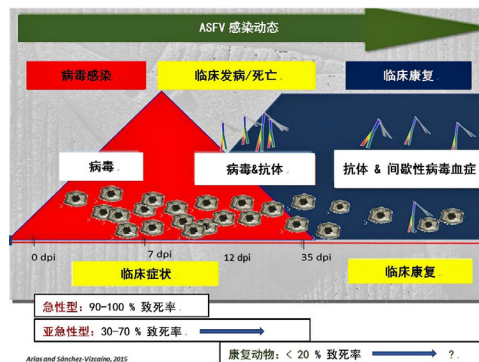 ASFV 感染动态
病毒感染
临床发病/死亡
临床康复
病毒
病毒&抗体
抗体 & 间歇性病毒血症
0 dpi
7 dpi
12 dpi
35 dpi
临床症状
临床康复
急性型: 90-100 % 致死率
亚急性型: 30-70 % 致死率
康复动物: < 20 % 致死率
?
Arias and Sánchez-Vizcaíno, 2015